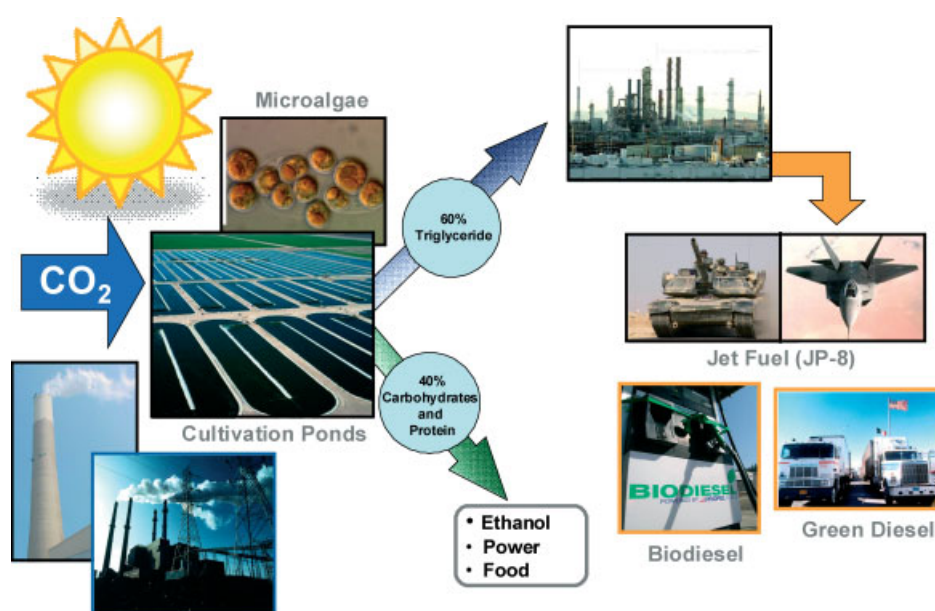 Microalgae
CO2
60%
Triglyceride
40%
Carbohydrates
and
Protein
Cultivation Ponds
• Ethanol
• Power
• Food
Jet Fuel (JP-8)
BIODIESEL
Biodiesel
Green Diesel